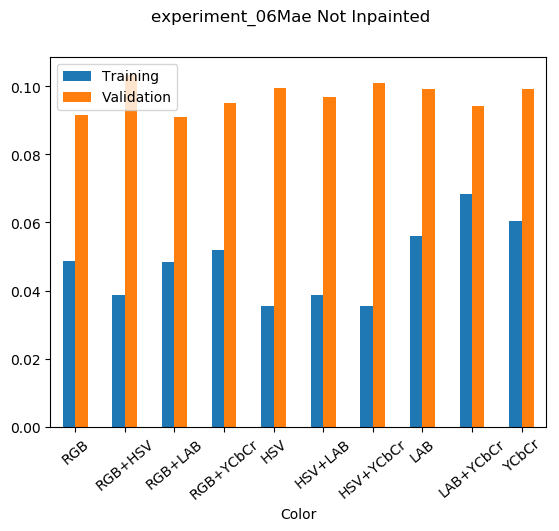 experiment_06Mae Not Inpainted
Training
Validation
0.10
0.08
0.06
0.04
0.02
0.00
RGB
RGB+HSV
RGB+LAB
RGB+YCbCr
HSV
HSV+LAB
HSV+YCbCr
LAB
LAB+YCbCr
YCbCr
Color